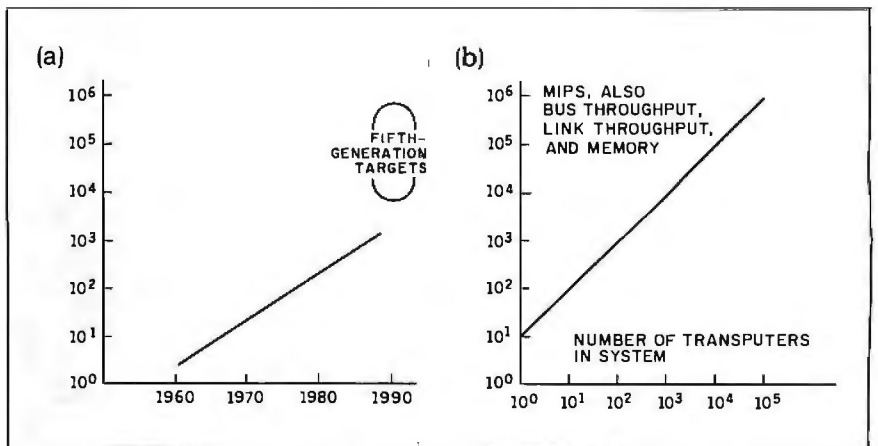 (a)
10⁶
10⁵
10⁴
10³
10²
10¹
10⁰
FIFTH-
GENERATION
TARGETS
1960 1970 1980 1990
(b)
10⁶
10⁵
10⁴
10³
10²
10¹
10⁰
MIPS, ALSO
BUS THROUGHPUT,
LINK THROUGHPUT,
AND MEMORY
NUMBER OF TRANSPUTERS
IN SYSTEM
10⁰ 10¹ 10² 10³ 10⁴ 10⁵